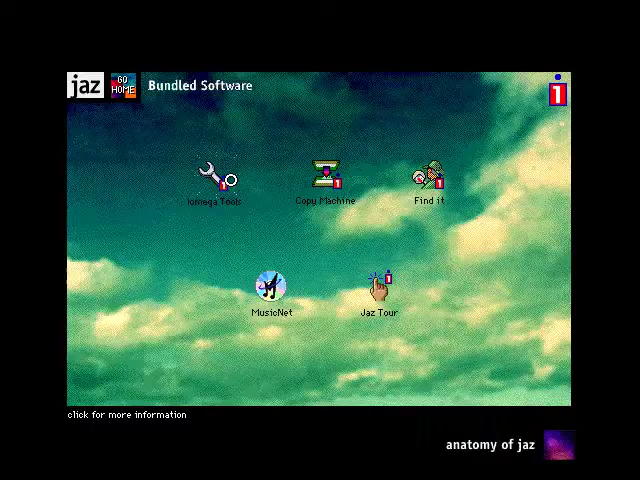 jaz
GO
HOME
Bundled Software
1
Iomega Tools
Copy Machine
Find it
MusicNet
Jaz Tour
click for more information
anatomy of jaz